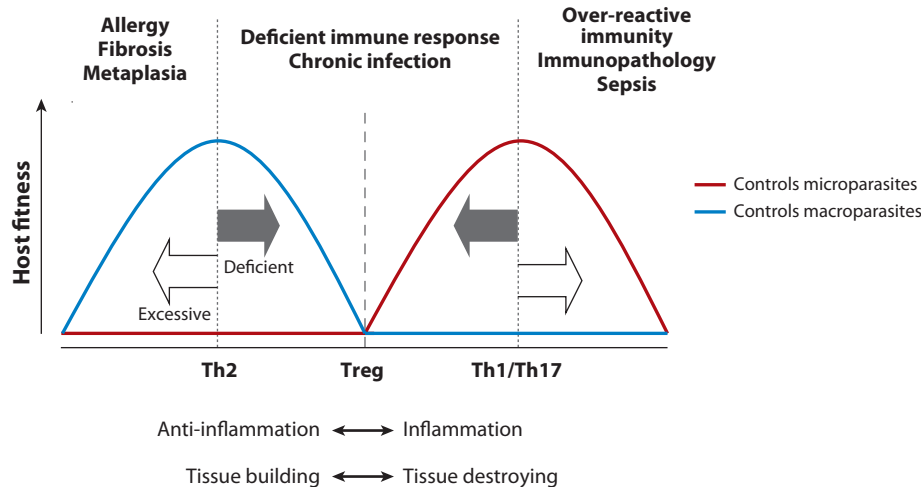 Allergy
Fibrosis
Metaplasia
Deficient immune response
Chronic infection
Over-reactive
immunity
Immunopathology
Sepsis
Host fitness
Controls microparasites
Controls macroparasites
Deficient
Excessive
Th2
Treg
Th1/Th17
Anti-inflammation
Inflammation
Tissue building
Tissue destroying